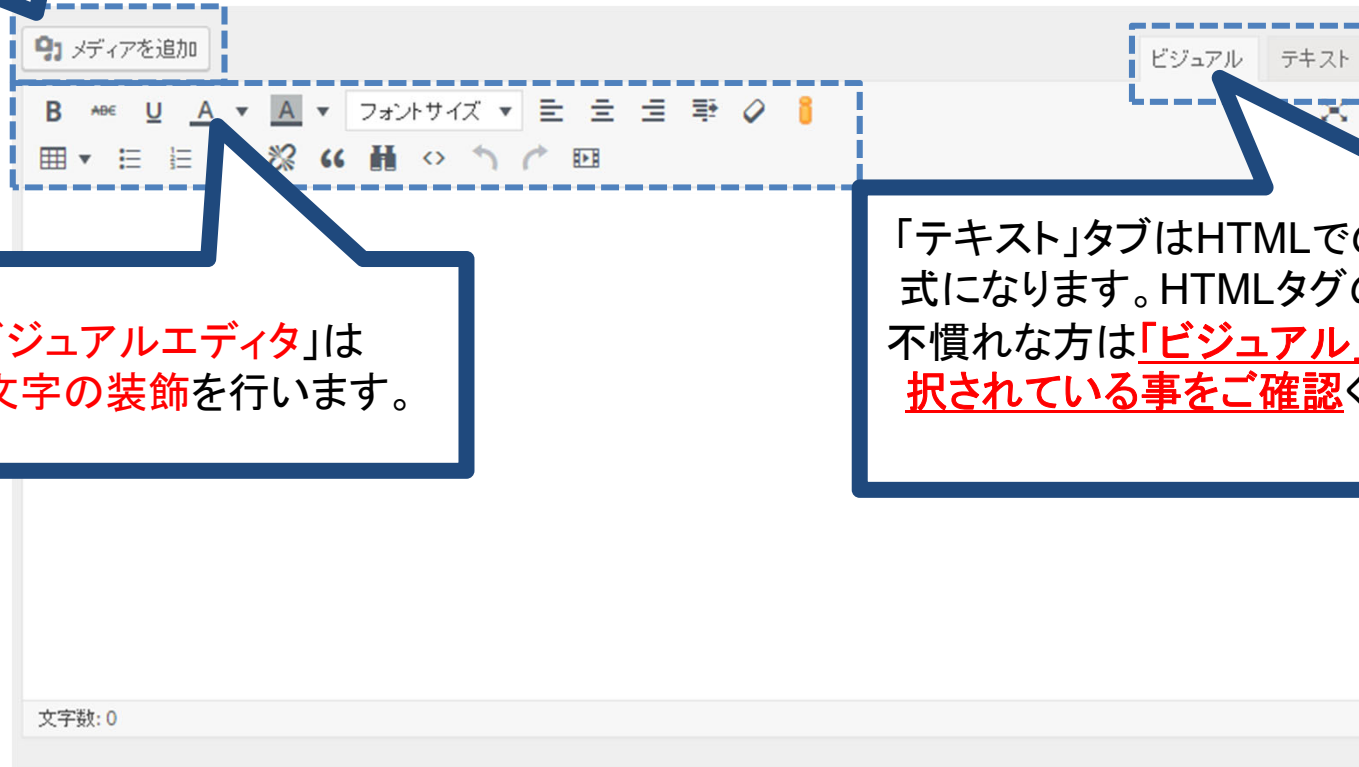 メディアを追加
ビジュアル テキスト
B ABC U A A フォントサイズ
「テキスト」タブはHTMLで
式になります。HTMLタグ
不慣れな方は「ビジュアル」
択されている事をご確認
ジュアルエディタ」は
文字の装飾を行います。
文字数: 0